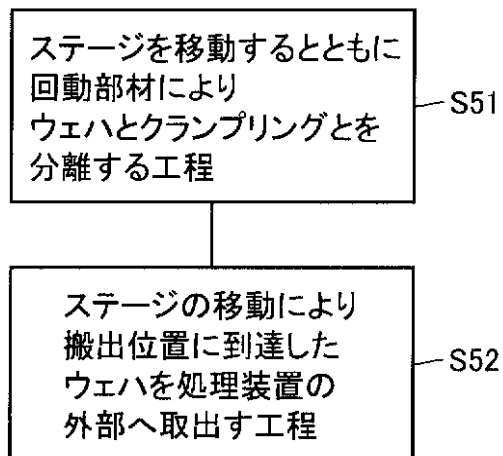 ステージを移動するとともに
回動部材により
ウェハとクランプリングとを
分離する工程
S51
ステージの移動により
搬出位置に到達した
ウェハを処理装置の
外部へ取出す工程
S52